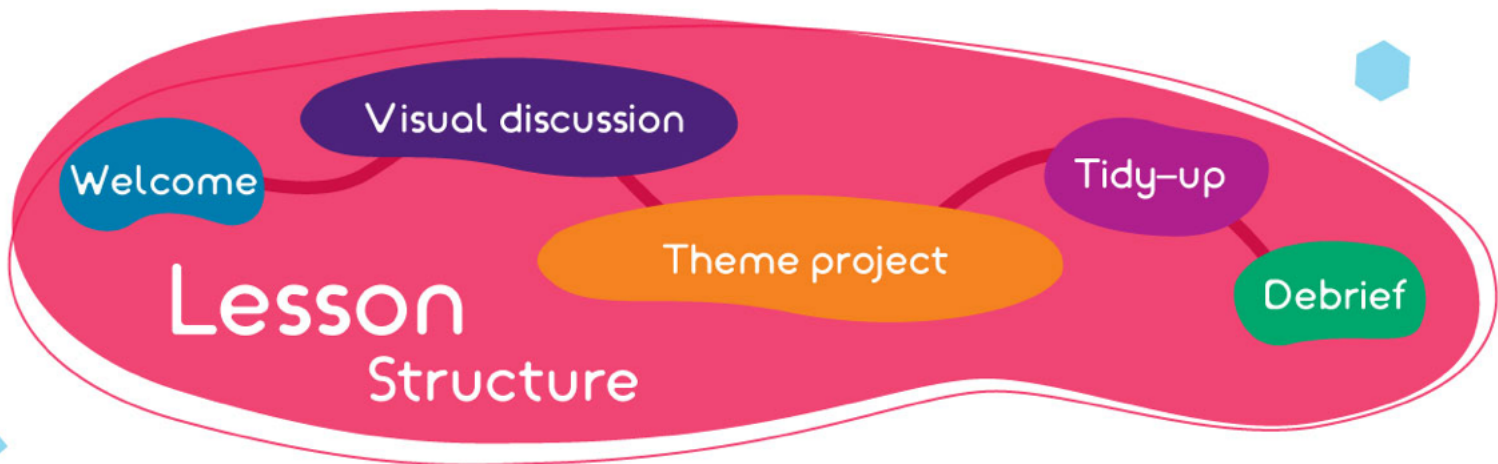 Welcome
Visual discussion
Theme project
Tidy–up
Debrief
Lesson
Structure